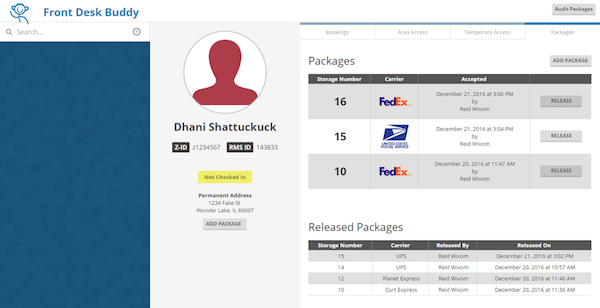 Front Desk Buddy
Audit Packages
Search...
Bookings
Area Access
Temporary Access
Packages
Dhani Shattuckuck
Z-ID z1234567 RMS ID 143833
Not Checked In
Permanent Address
1234 Fake St
Wonder Lake, IL 60097
ADD PACKAGE
Packages
ADD PACKAGE
Storage Number Carrier Accepted
16 FedEx. December 21, 2016 at 3:06 PM
by
Reid Wixom
RELEASE
15 UNITED STATES POSTAL SERVICE December 21, 2016 at 3:04 PM
by
Reid Wixom
RELEASE
10 FedEx. December 20, 2016 at 11:47 AM
by
Reid Wixom
RELEASE
Released Packages
Storage Number Carrier Released By Released On
15 UPS Reid Wixom December 21, 2016 at 3:02 PM
14 UPS Reid Wixom December 20, 2016 at 10:57 AM
12 Planet Express Reid Wixom December 20, 2016 at 11:46 AM
10 Curt Express Reid Wixom December 20, 2016 at 11:36 AM